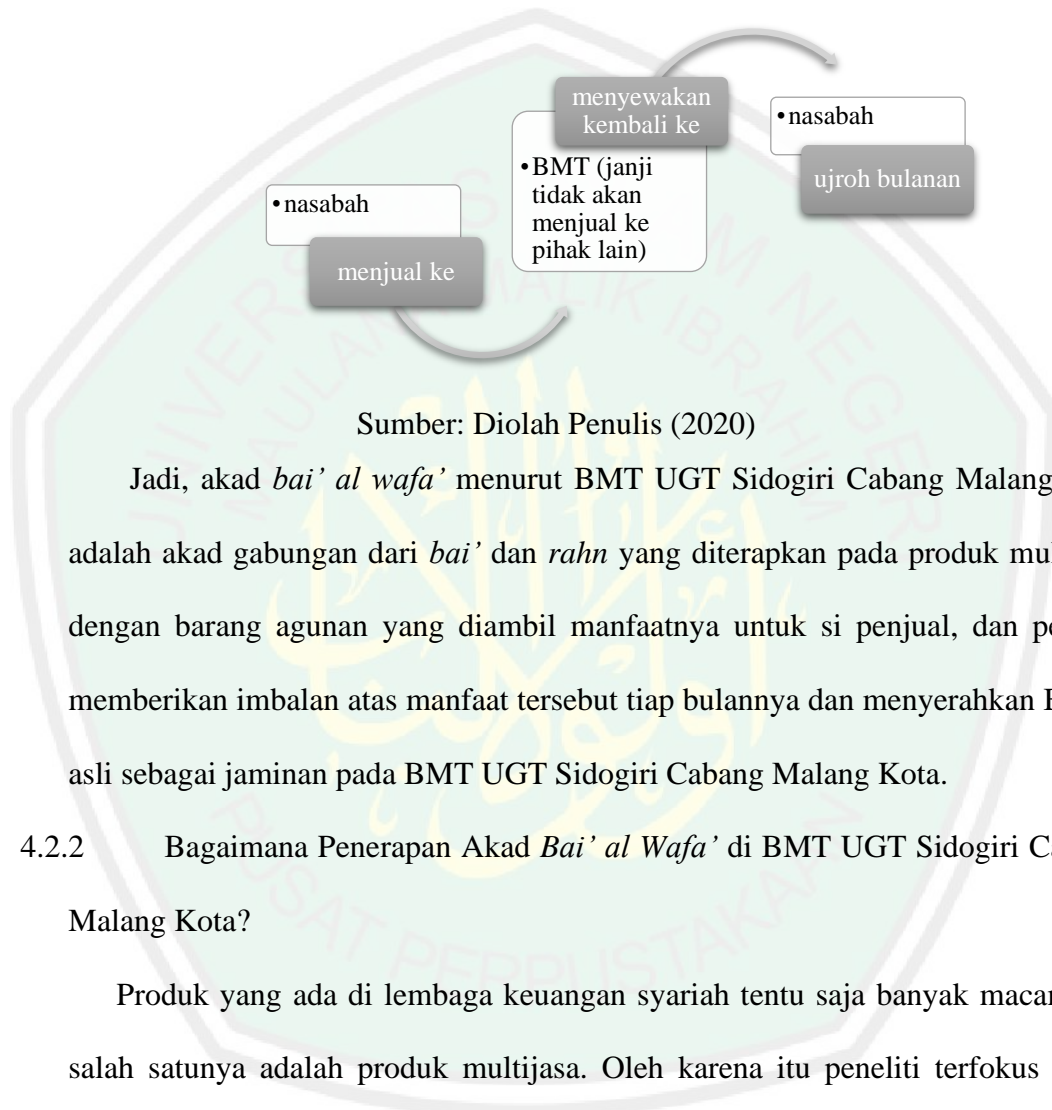 •nasabah
menjual ke
menyewakan
kembali ke
•BMT (janji
tidak akan
menjual ke
pihak lain)
•nasabah
ujroh bulanan
Sumber: Diolah Penulis (2020)
Jadi, akad bai’ al wafa’ menurut BMT UGT Sidogiri Cabang Malang
adalah akad gabungan dari bai’ dan rahn yang diterapkan pada produk
dengan barang agunan yang diambil manfaatnya untuk si penjual, dan
memberikan imbalan atas manfaat tersebut tiap bulannya dan menyerahkan
asli sebagai jaminan pada BMT UGT Sidogiri Cabang Malang Kota.
4.2.2 Bagaimana Penerapan Akad Bai’ al Wafa’ di BMT UGT Sidogiri
Malang Kota?
Produk yang ada di lembaga keuangan syariah tentu saja banyak
salah satunya adalah produk multijasa. Oleh karena itu peneliti terfokus
PUSAT PERPUSTAKAAN